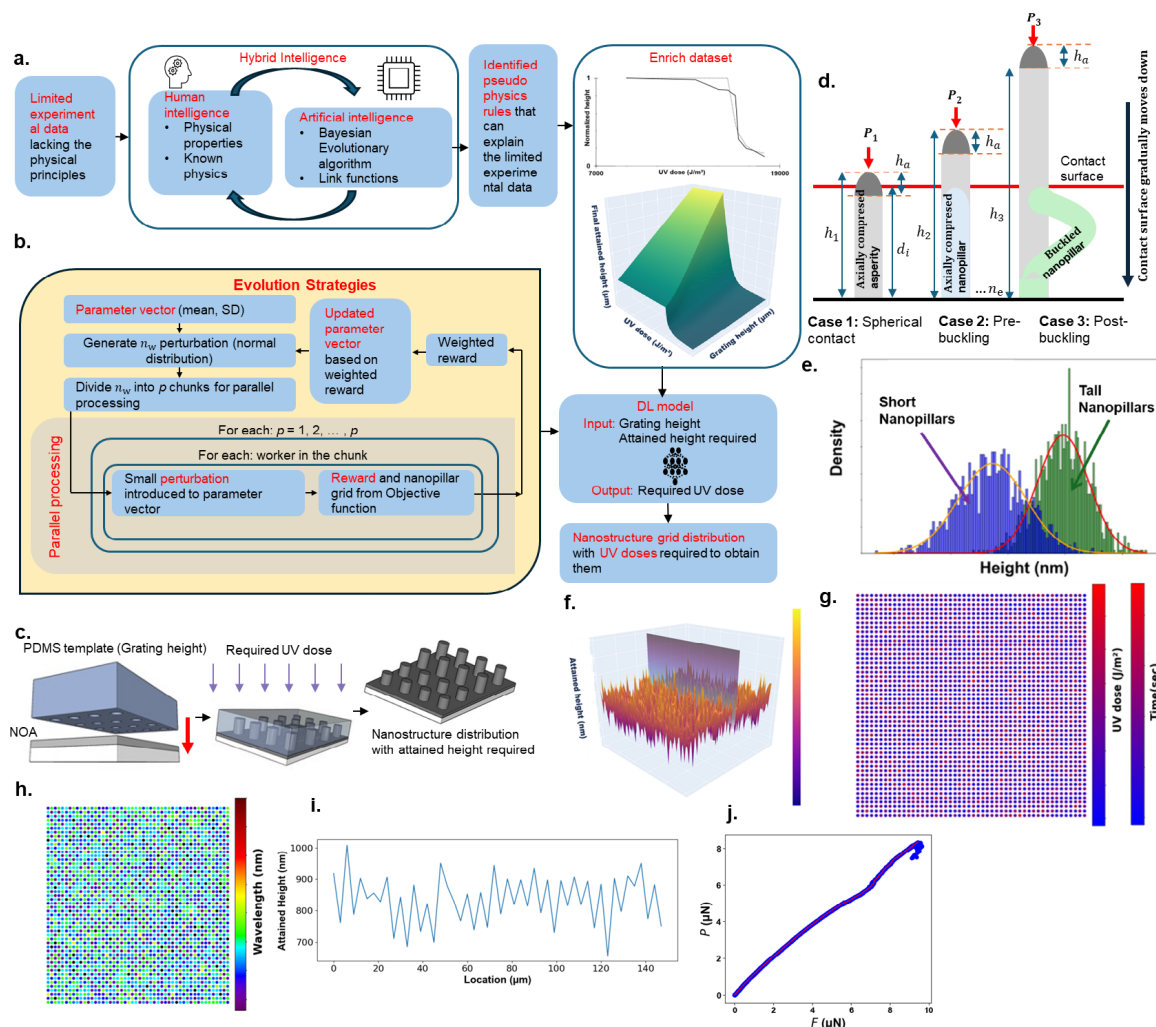 a.
Hybrid Intelligence
Limited
experiment
al data
lacking the
physical
principles
Human
intelligence
• Physical
properties
• Known
physics
Artificial intelligence
• Bayesian
Evolutionary
algorithm
• Link functions
Identified
pseudo
physics
rules that
can
explain
the limited
experime
ntal data
Enrich dataset
Normalized height
1
0
7000
19000
UV dose (J/m²)
Final attained height (µm)
UV dose (J/m²)
Grating height (µm)
b.
Evolution Strategies
Parameter vector (mean, SD)
Generate n_w perturbation (normal
distribution)
Divide n_w into p chunks for parallel
processing
Updated
parameter
vector
based on
weighted
reward
Weighted
reward
Parallel processing
For each: p = 1, 2, … , p
For each: worker in the chunk
Small perturbation
introduced to parameter
vector
Reward and nanopillar
grid from Objective
function
DL model
Input: Grating height
Attained height required
Output: Required UV dose
Nanostructure grid distribution
with UV doses required to obtain
them
c.
PDMS template (Grating height)
NOA
Required UV dose
Nanostructure distribution
with attained height required
d.
P₁
P₂
P₃
hₐ
hₐ
hₐ
h₁
h₂
h₃
dᵢ
Axially compresed
asperity
Axially compresed
nanopillar
Buckled
nanopillar
Contact
surface
Contact surface gradually moves down
…nₑ
Case 1: Spherical
contact
Case 2: Pre-
buckling
Case 3: Post-
buckling
e.
Short
Nanopillars
Tall
Nanopillars
Density
Height (nm)
f.
Attained height (nm)
g.
UV dose (J/m²)
Time(sec)
h.
Wavelength (nm)
i.
Attained Height (nm)
1000
900
800
700
0
20
40
60
80
100
120
140
Location (µm)
j.
P (µN)
8
6
4
2
0
0
2
4
6
8
10
F (µN)